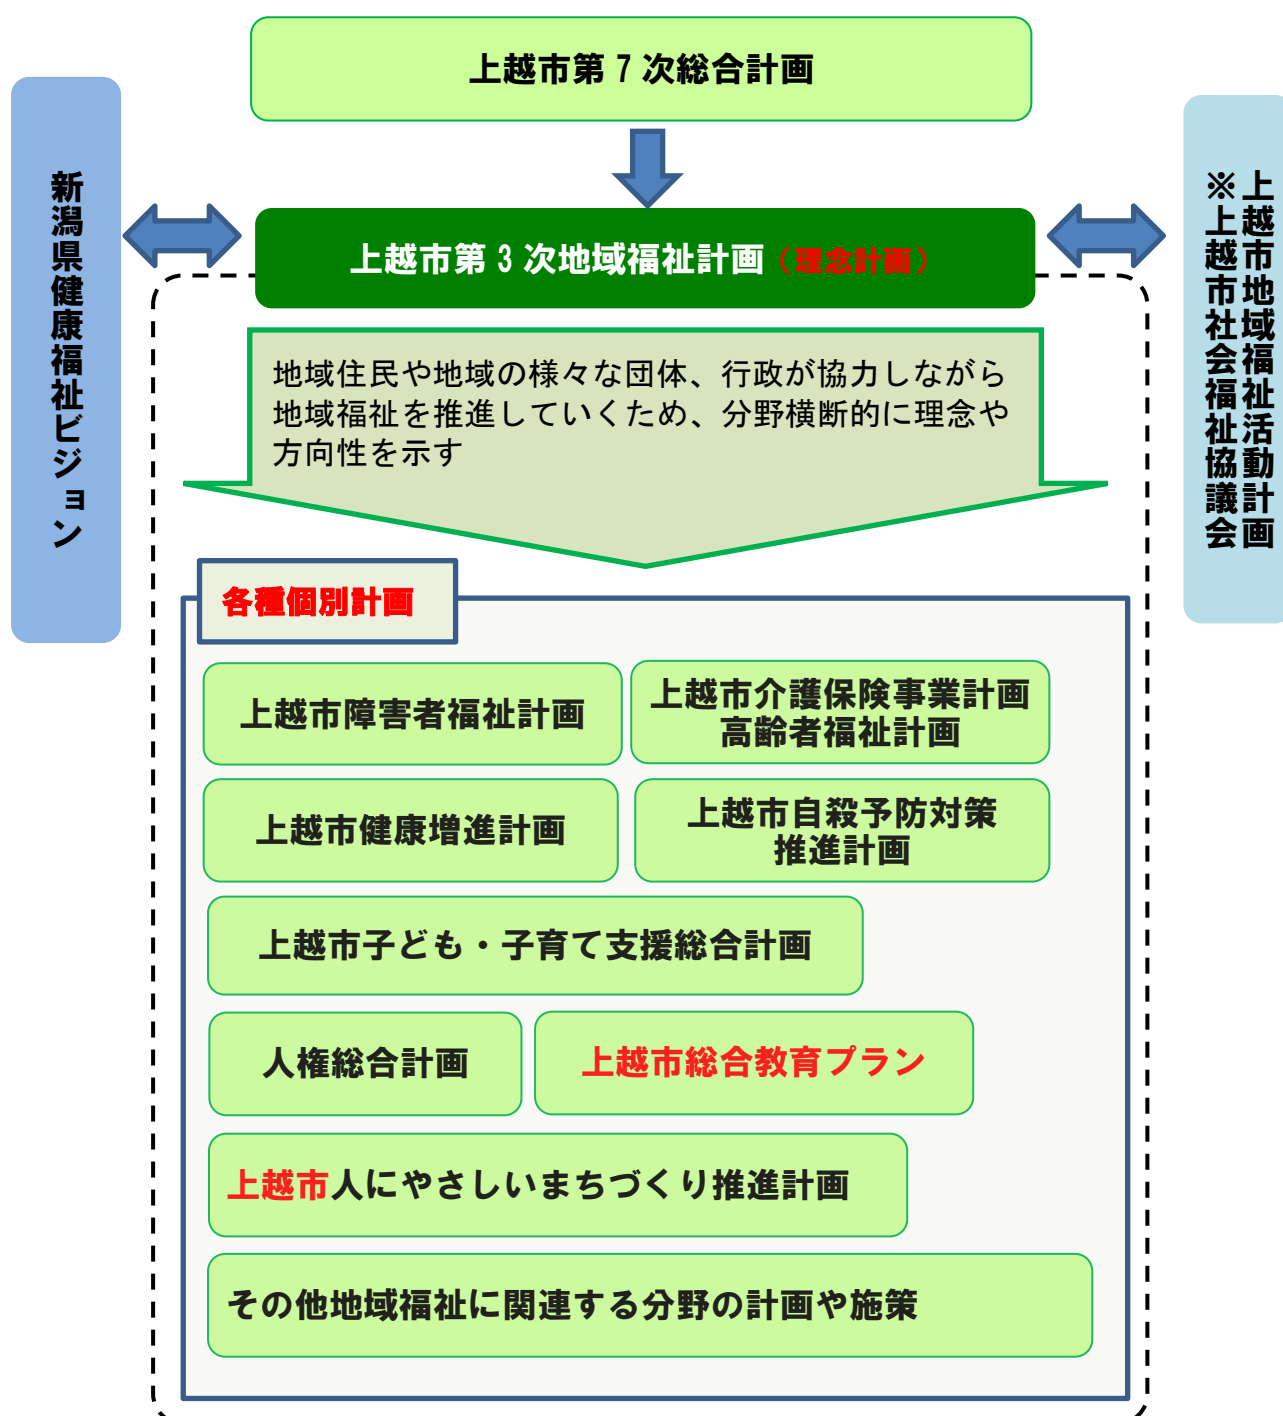 上越市第７次総合計画
新潟県健康福祉ビジョン
上越市第３次地域福祉計画（理念計画）
上越市地域福祉活動計画
※上越市社会福祉協議会
地域住民や地域の様々な団体、行政が協力しながら
地域福祉を推進していくため、分野横断的に理念や
方向性を示す
各種個別計画
上越市障害者福祉計画
上越市介護保険事業計画
高齢者福祉計画
上越市健康増進計画
上越市自殺予防対策
推進計画
上越市子ども・子育て支援総合計画
人権総合計画
上越市総合教育プラン
上越市人にやさしいまちづくり推進計画
その他地域福祉に関連する分野の計画や施策